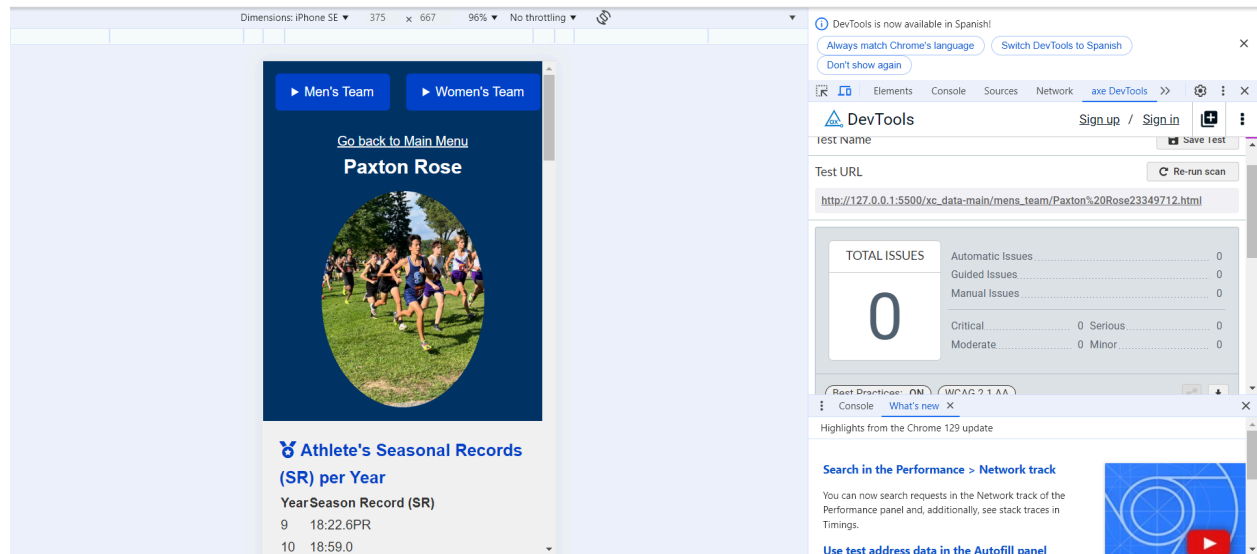 Dimensions: iPhone SE ▼ 375 × 667 96% ▼ No throttling ▼
▶ Men's Team
▶ Women's Team
Go back to Main Menu
Paxton Rose
Athlete's Seasonal Records
(SR) per Year
Year Season Record (SR)
9 18:22.6PR
10 18:59.0
DevTools is now available in Spanish!
Always match Chrome's language
Switch DevTools to Spanish
Don't show again
Elements Console Sources Network axe DevTools
DevTools
Sign up / Sign in
Test Name
Save Test
Test URL
Re-run scan
http://127.0.0.1:5500/xc_data-main/mens_team/Paxton%20Rose23349712.html
TOTAL ISSUES
0
Automatic Issues 0
Guided Issues 0
Manual Issues 0
Critical 0 Serious 0
Moderate 0 Minor 0
Best Practices: ON WCAG 2.1 AA
Console What's new
Highlights from the Chrome 129 update
Search in the Performance > Network track
You can now search requests in the Network track of the
Performance panel and, additionally, see stack traces in
Timings.
Use test address data in the Autofill panel